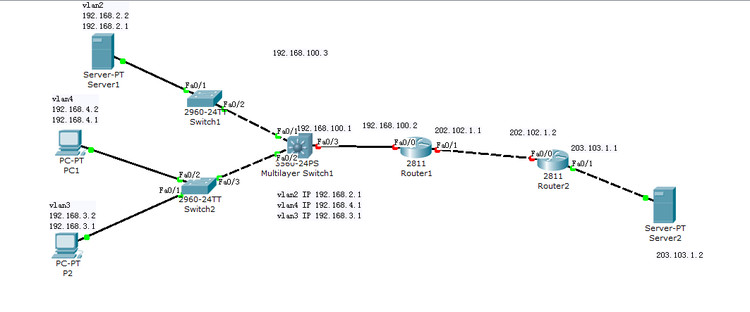 vlan2
192.168.2.2
192.168.2.1
Server-PT
Server1
192.168.100.3
Fa0/1
Fa0/2
2960-24TT
Switch1
vlan4
192.168.4.2
192.168.4.1
PC-PT
PC1
Fa0/2
Fa0/1
Fa0/3
2960-24TT
Switch2
vlan3
192.168.3.2
192.168.3.1
PC-PT
P2
Fa0/1
192.168.100.1
Fa0/3
Fa0/2
3560-24PS
Multilayer Switch1
vlan2 IP 192.168.2.1
vlan4 IP 192.168.4.1
vlan3 IP 192.168.3.1
192.168.100.2
202.102.1.1
Fa0/0
Fa0/1
2811
Router1
202.102.1.2
203.103.1.1
Fa0/0
Fa0/1
2811
Router2
Server-PT
Server2
203.103.1.2